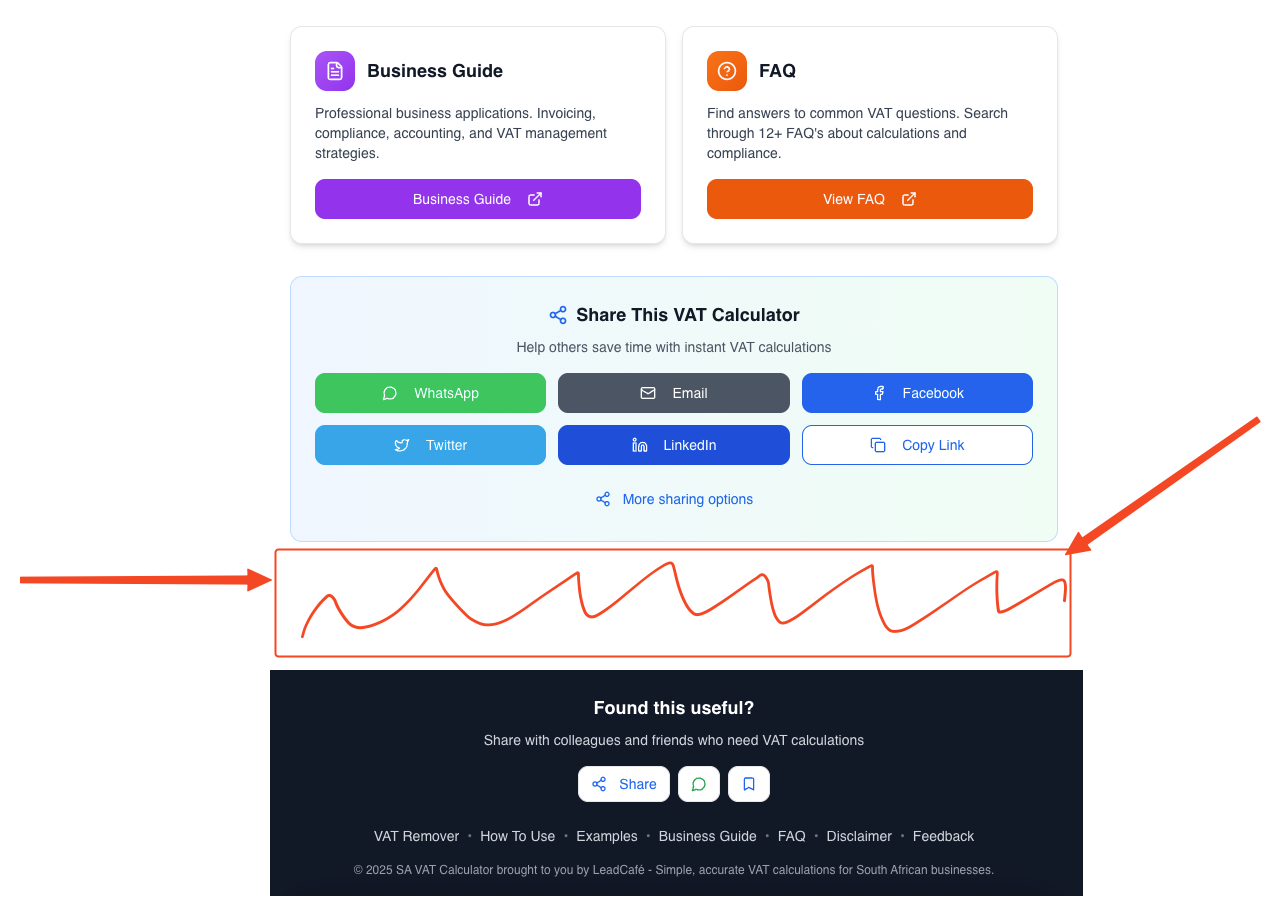 Business Guide
Professional business applications. Invoicing,
compliance, accounting, and VAT management
strategies.
Business Guide
FAQ
Find answers to common VAT questions. Search
through 12+ FAQ's about calculations and
compliance.
View FAQ
Share This VAT Calculator
Help others save time with instant VAT calculations
WhatsApp
Email
Facebook
Twitter
LinkedIn
Copy Link
More sharing options
Found this useful?
Share with colleagues and friends who need VAT calculations
Share
VAT Remover • How To Use • Examples • Business Guide • FAQ • Disclaimer • Feedback
© 2025 SA VAT Calculator brought to you by LeadCafé - Simple, accurate VAT calculations for South African businesses.